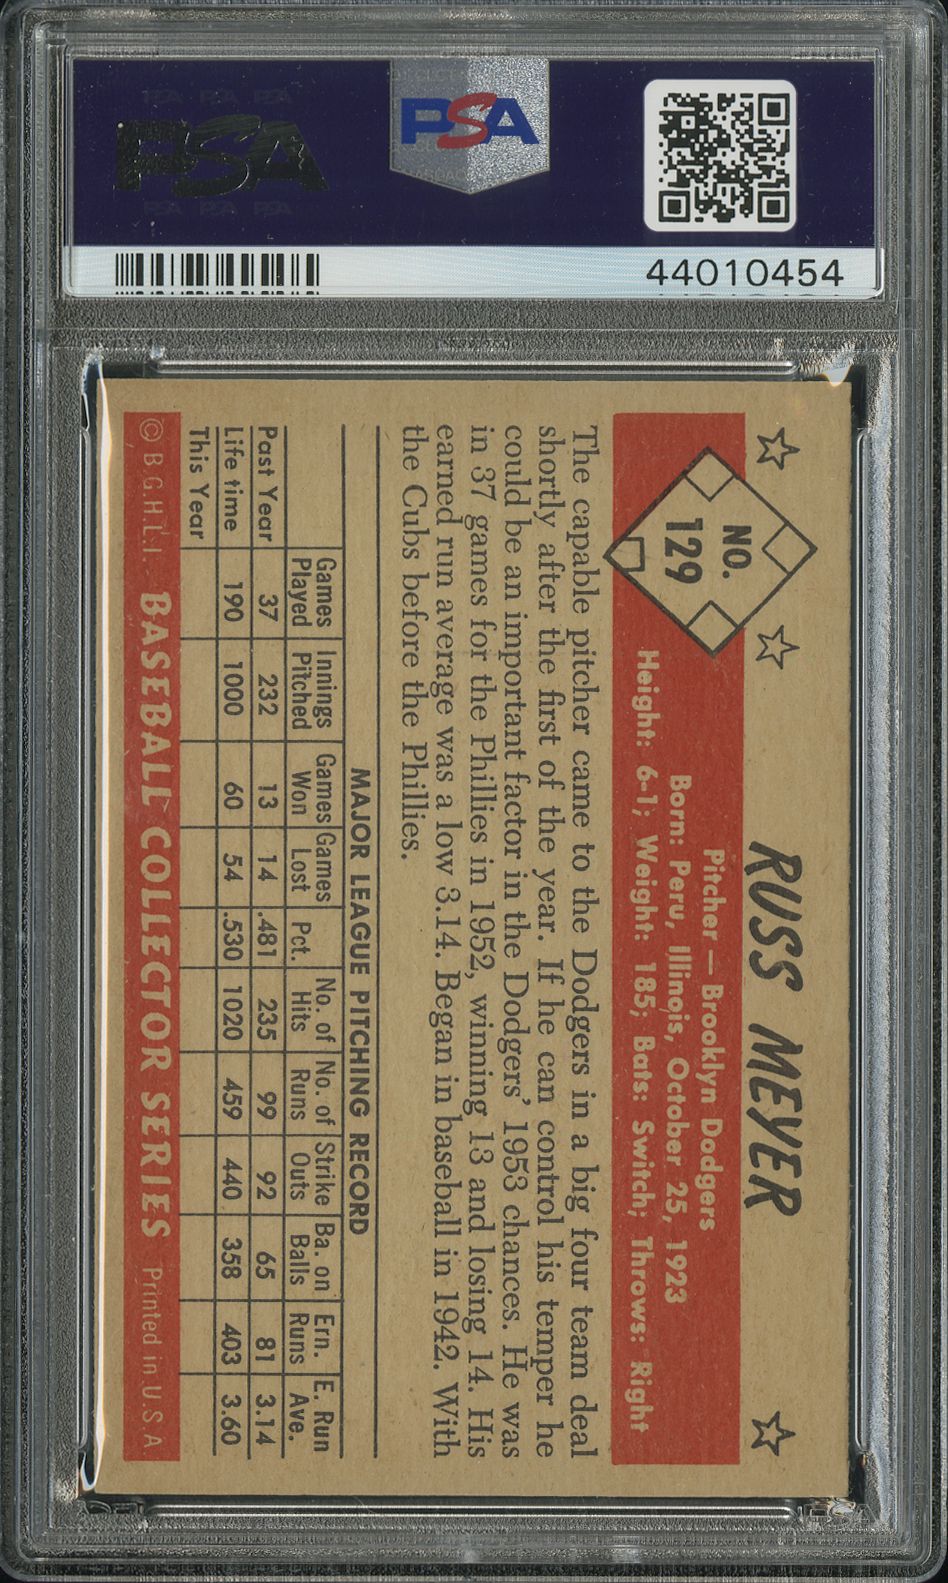 PSA
PSA
44010454
RUSS MEYER
NO.
129
Pitcher — Brooklyn Dodgers
Born: Peru, Illinois, October 25, 1923
Height: 6-1; Weight: 185; Bats: Switch; Throws: Right
The capable pitcher came to the Dodgers in a big four team deal
shortly after the first of the year. If he can control his temper he
could be an important factor in the Dodgers' 1953 chances. He was
in 37 games for the Phillies in 1952, winning 13 and losing 14. His
earned run average was a low 3.14. Began in baseball in 1942. With
the Cubs before the Phillies.
MAJOR LEAGUE PITCHING RECORD
Games Played Innings Pitched Games Won Games Lost Pct. No. of Hits No. of Runs Strike Outs Ba. on Balls Ern. Runs E. Run Ave.
Past Year 37 232 13 14 .481 235 99 92 65 81 3.14
Life time 190 1000 60 54 .530 1020 459 440 358 403 3.60
This Year
© B.G.H.L.I. BASEBALL COLLECTOR SERIES Printed in U.S.A